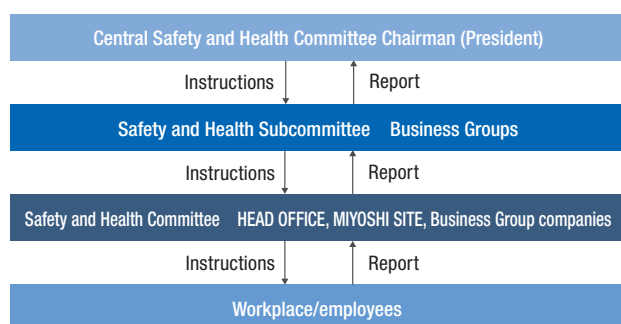 Central Safety and Health Committee Chairman (President)
Instructions Report
Safety and Health Subcommittee Business Groups
Instructions Report
Safety and Health Committee HEAD OFFICE, MIYOSHI SITE, Business Group companies
Instructions Report
Workplace/employees